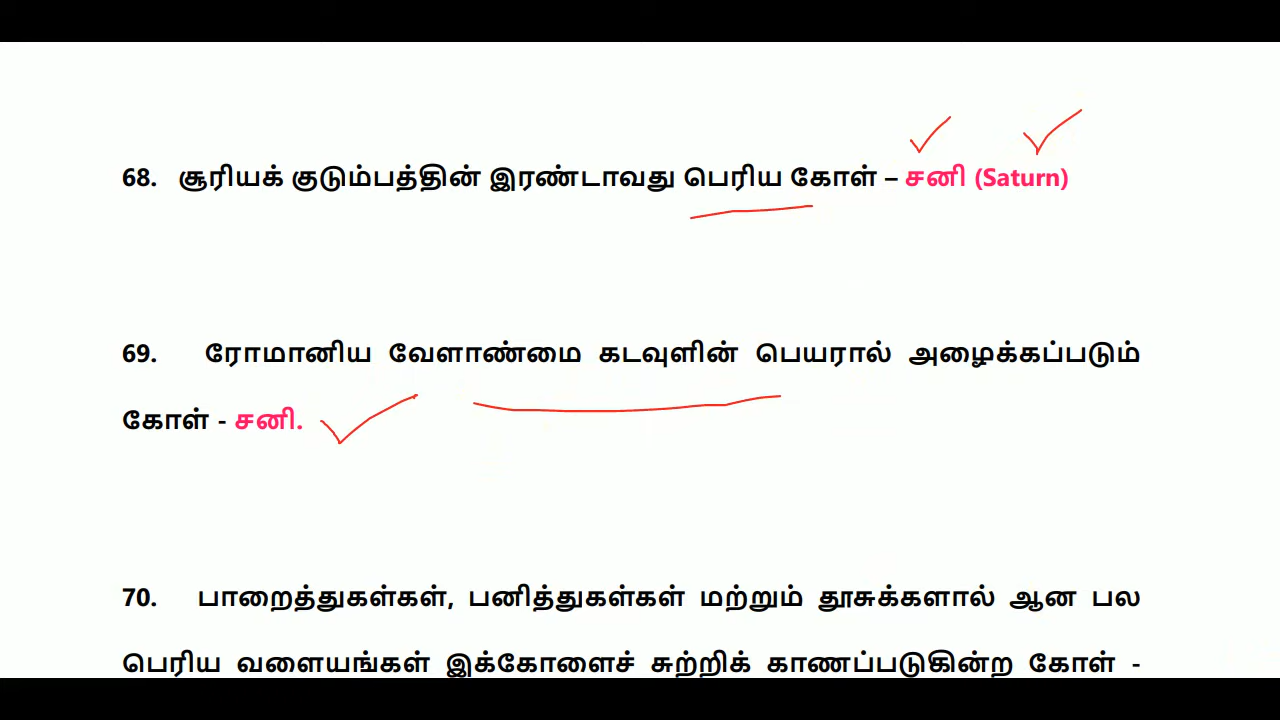 68. சூரியக் குடும்பத்தின் இரண்டாவது பெரிய கோள் – சனி (Saturn)
69. ரோமானிய வேளாண்மை கடவுளின் பெயரால் அழைக்கப்படும்
கோள் - சனி.
70. பாறைத்துகள்கள், பனித்துகள்கள் மற்றும் தூசுக்களால் ஆன பல
பெரிய வளையங்கள் இக்கோளைச் சுற்றிக் காணப்படுகின்ற கோள் -